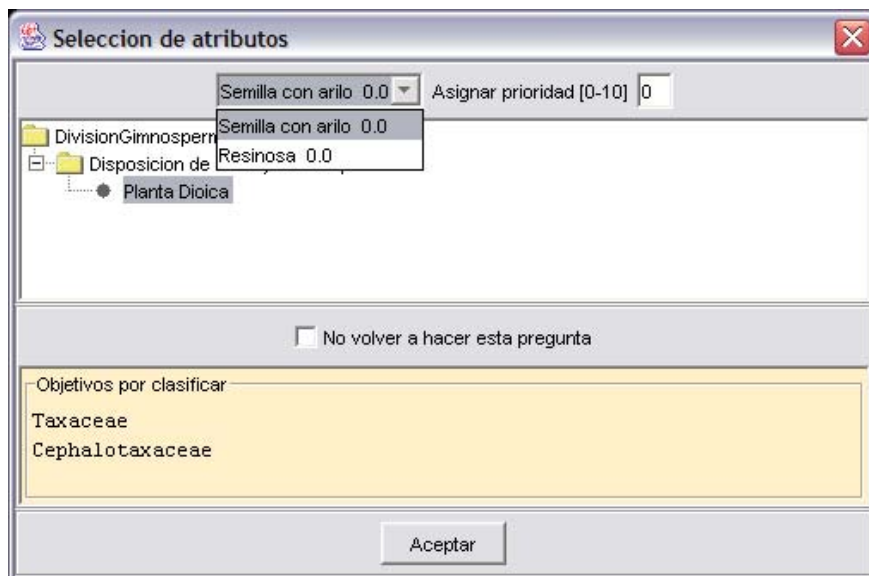 Seleccion de atributos
Semilla con arilo 0.0 Asignar prioridad [0-10] 0
Semilla con arilo 0.0
Resinosa 0.0
DivisionGimnosperm
Disposicion de
Planta Dioica
No volver a hacer esta pregunta
Objetivos por clasificar
Taxaceae
Cephalotaxaceae
Aceptar